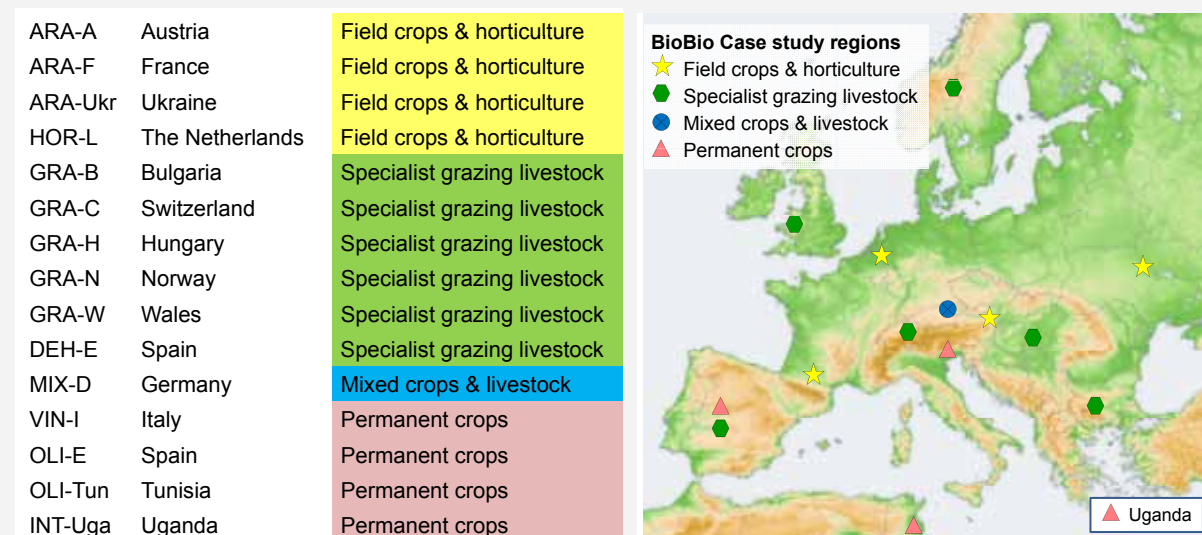 ARA-A Austria Field crops & horticulture
ARA-F France Field crops & horticulture
ARA-Ukr Ukraine Field crops & horticulture
HOR-L The Netherlands Field crops & horticulture
GRA-B Bulgaria Specialist grazing livestock
GRA-C Switzerland Specialist grazing livestock
GRA-H Hungary Specialist grazing livestock
GRA-N Norway Specialist grazing livestock
GRA-W Wales Specialist grazing livestock
DEH-E Spain Specialist grazing livestock
MIX-D Germany Mixed crops & livestock
VIN-I Italy Permanent crops
OLI-E Spain Permanent crops
OLI-Tun Tunisia Permanent crops
INT-Uga Uganda Permanent crops
BioBio Case study regions
Field crops & horticulture
Specialist grazing livestock
Mixed crops & livestock
Permanent crops
Uganda